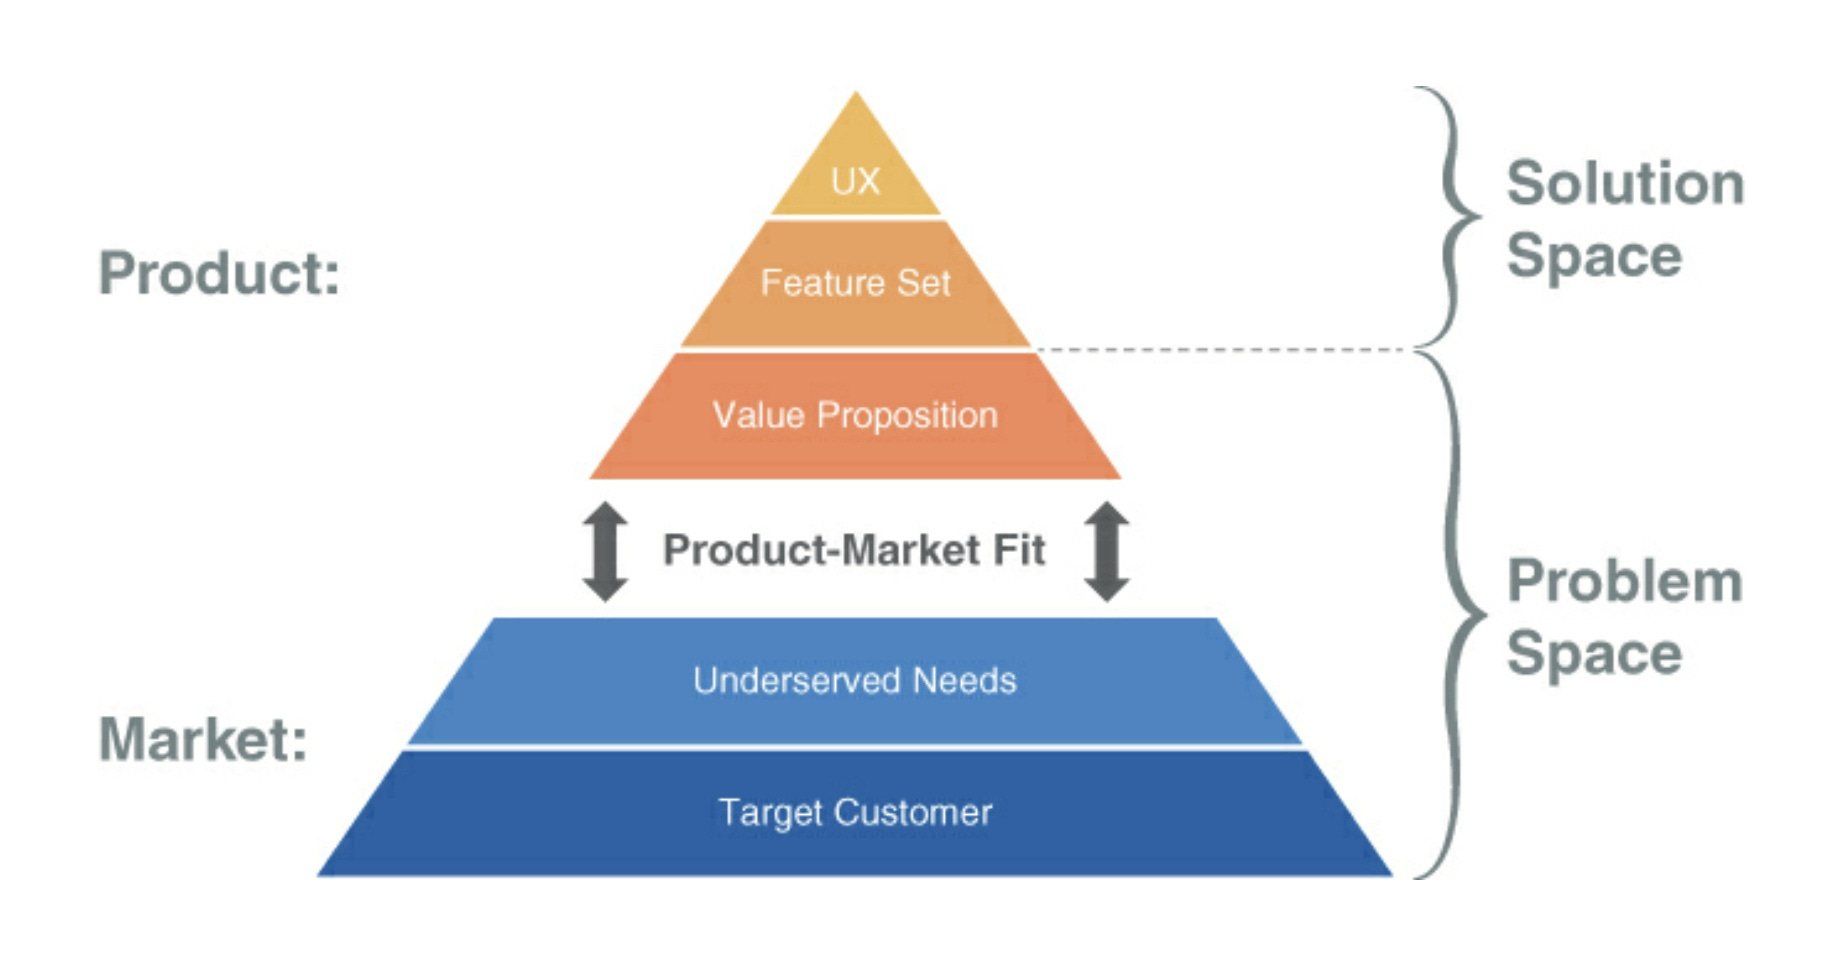 UX
Solution
Space
Product:
Feature Set
Value Proposition
Product-Market Fit
Problem
Space
Underserved Needs
Market:
Target Customer